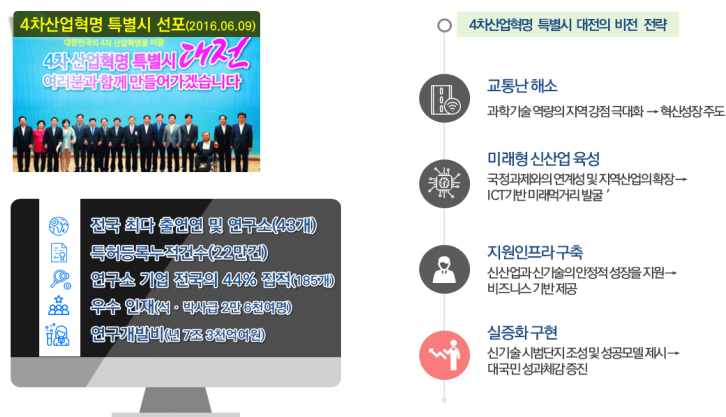 4차산업혁명 특별시 선포(2016.06.09)
대한민국의 4차 산업혁명을 이끌
4차 산업혁명 특별시 대전
여러분과 함께 만들어가겠습니다
전국 최다 출연연 및 연구소(43개)
특허등록누적건수(22만건)
연구소 기업 전국의 44% 집적(185개)
우수 인재(석·박사급 2만 6천여명)
연구개발비(년 7조 3천억여원)
4차산업혁명 특별시 대전의 비전 전략
교통난 해소
과학기술 역량의 지역 강점 극대화 → 혁신성장 주도
미래형 신산업 육성
국정과제와의 연계성 및 지역산업의 확장→
ICT기반 미래먹거리 발굴 ′
지원인프라 구축
신산업과 신기술의 안정적 성장을 지원→
비즈니스 기반 제공
실증화 구현
신기술 시범단지 조성 및 성공모델 제시→
대국민 성과체감 증진